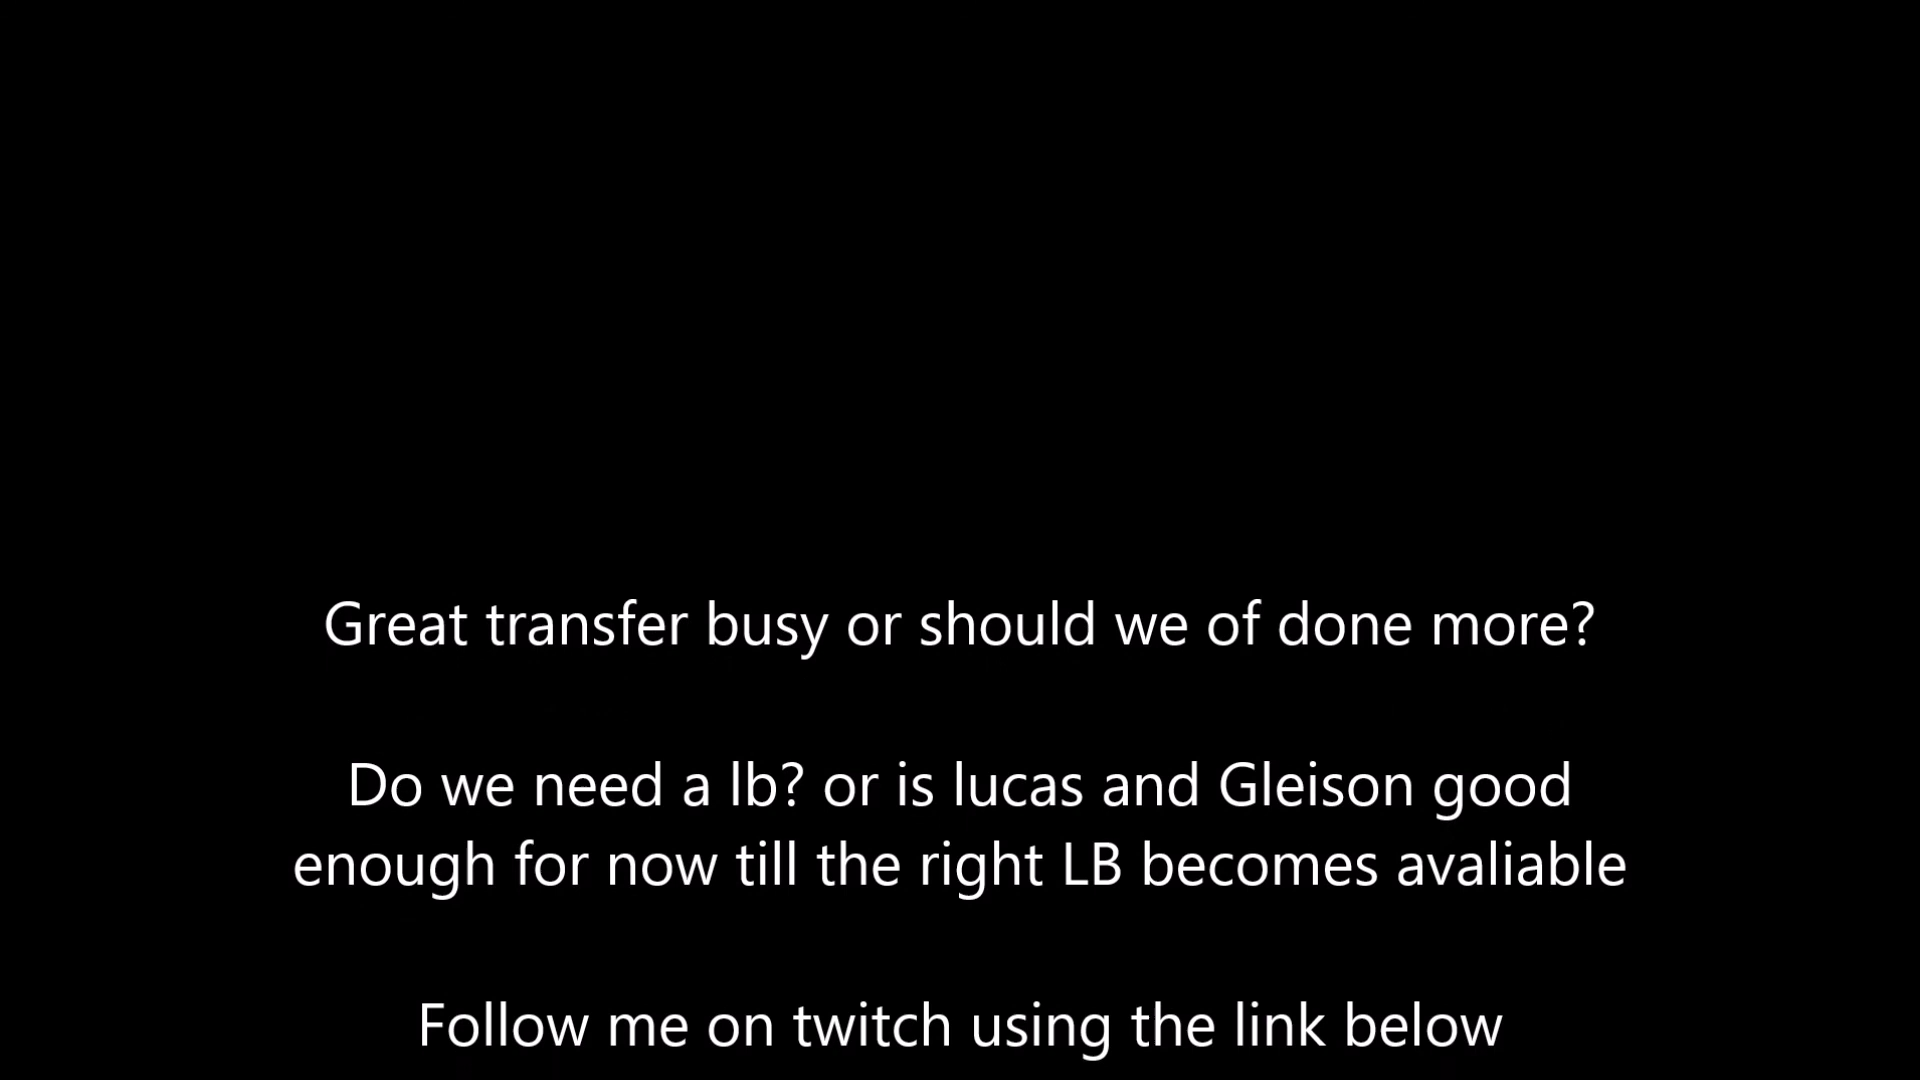 Great transfer busy or should we of done more?
Do we need a lb? or is lucas and Gleison good
enough for now till the right LB becomes avaliable
Follow me on twitch using the link below